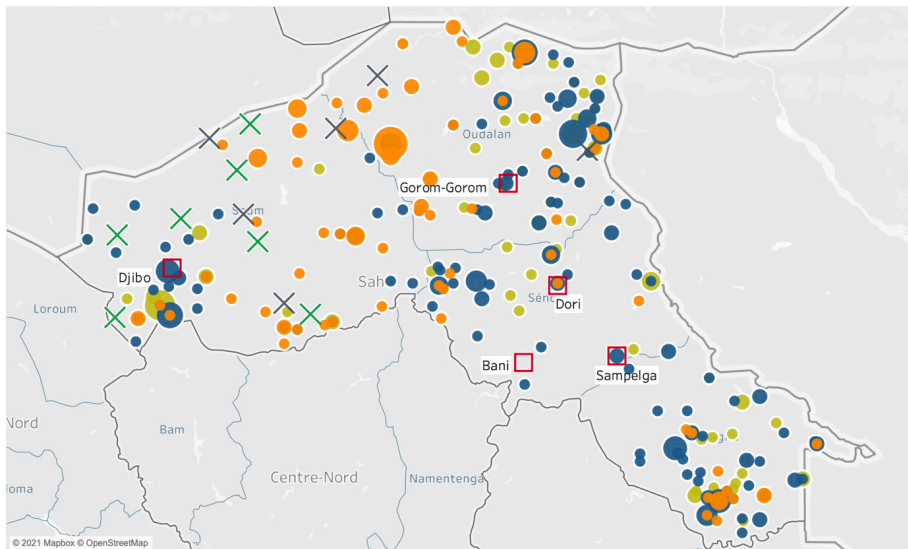 Oudalan
Gorom-Gorom
Soum
Djibo
Sah
Loroum
Séno
Dori
Bani
Sampelga
Nord
Bam
Centre-Nord
Namentenga
© 2021 Mapbox © OpenStreetMap